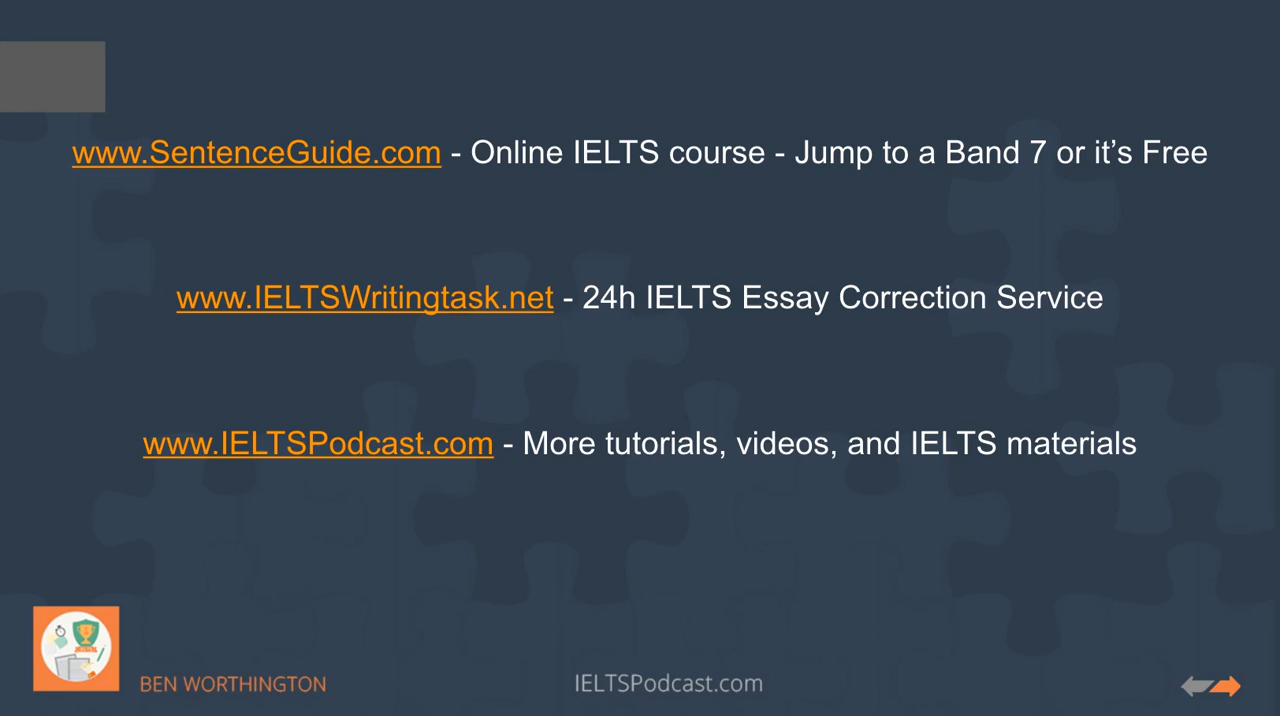 www.SentenceGuide.com - Online IELTS course - Jump to a Band 7 or it’s Free
www.IELTSWritingtask.net - 24h IELTS Essay Correction Service
www.IELTSPodcast.com - More tutorials, videos, and IELTS materials
BEN WORTHINGTON
IELTSPodcast.com